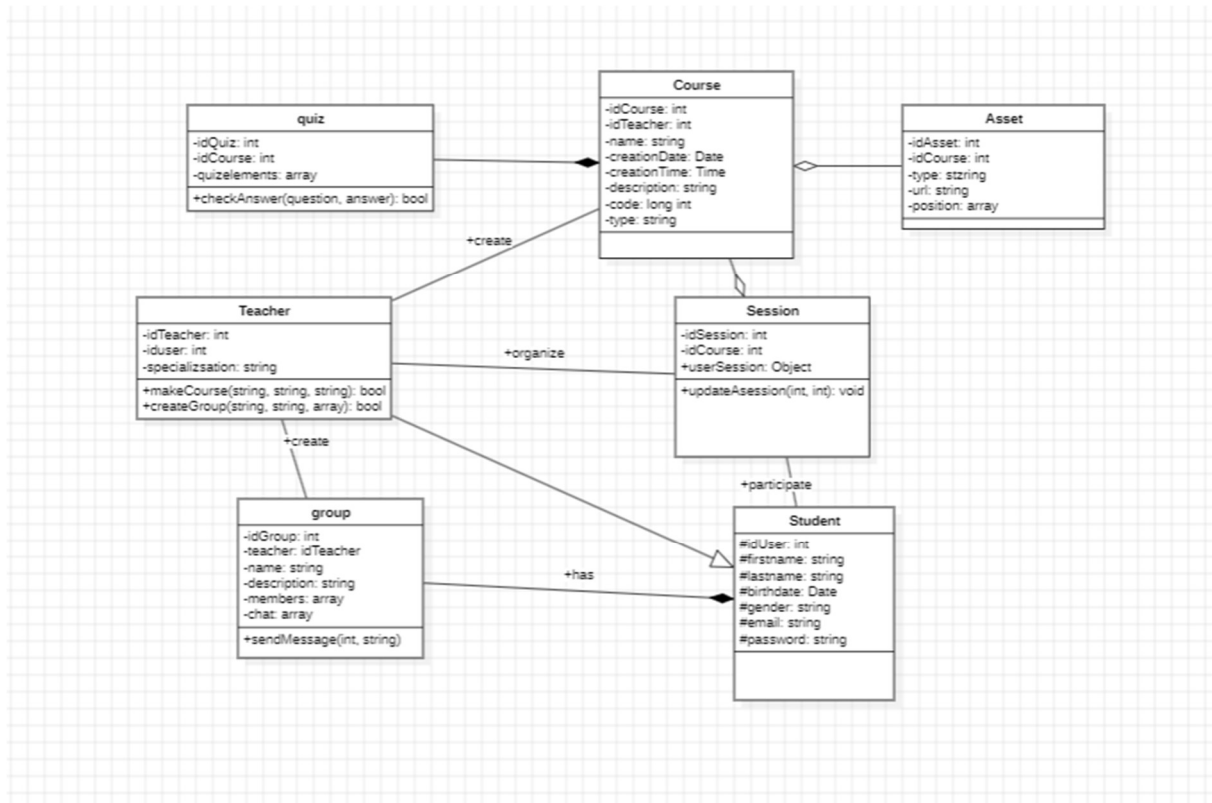 Course
-idCourse: int
-idTeacher: int
-name: string
-creationDate: Date
-creationTime: Time
-description: string
-code: long int
-type: string
quiz
-idQuiz: int
-idCourse: int
-quizelements: array
+checkAnswer(question, answer): bool
Asset
-idAsset: int
-idCourse: int
-type: stzring
-url: string
-position: array
+create
Teacher
-idTeacher: int
-iduser: int
-specializsation: string
+makeCourse(string, string, string): bool
+createGroup(string, string, array): bool
+organize
Session
-idSession: int
-idCourse: int
+userSession: Object
+updateAsession(int, int): void
+create
+participate
group
-idGroup: int
-teacher: idTeacher
-name: string
-description: string
-members: array
-chat: array
+sendMessage(int, string)
+has
Student
#idUser: int
#firstname: string
#lastname: string
#birthdate: Date
#gender: string
#email: string
#password: string